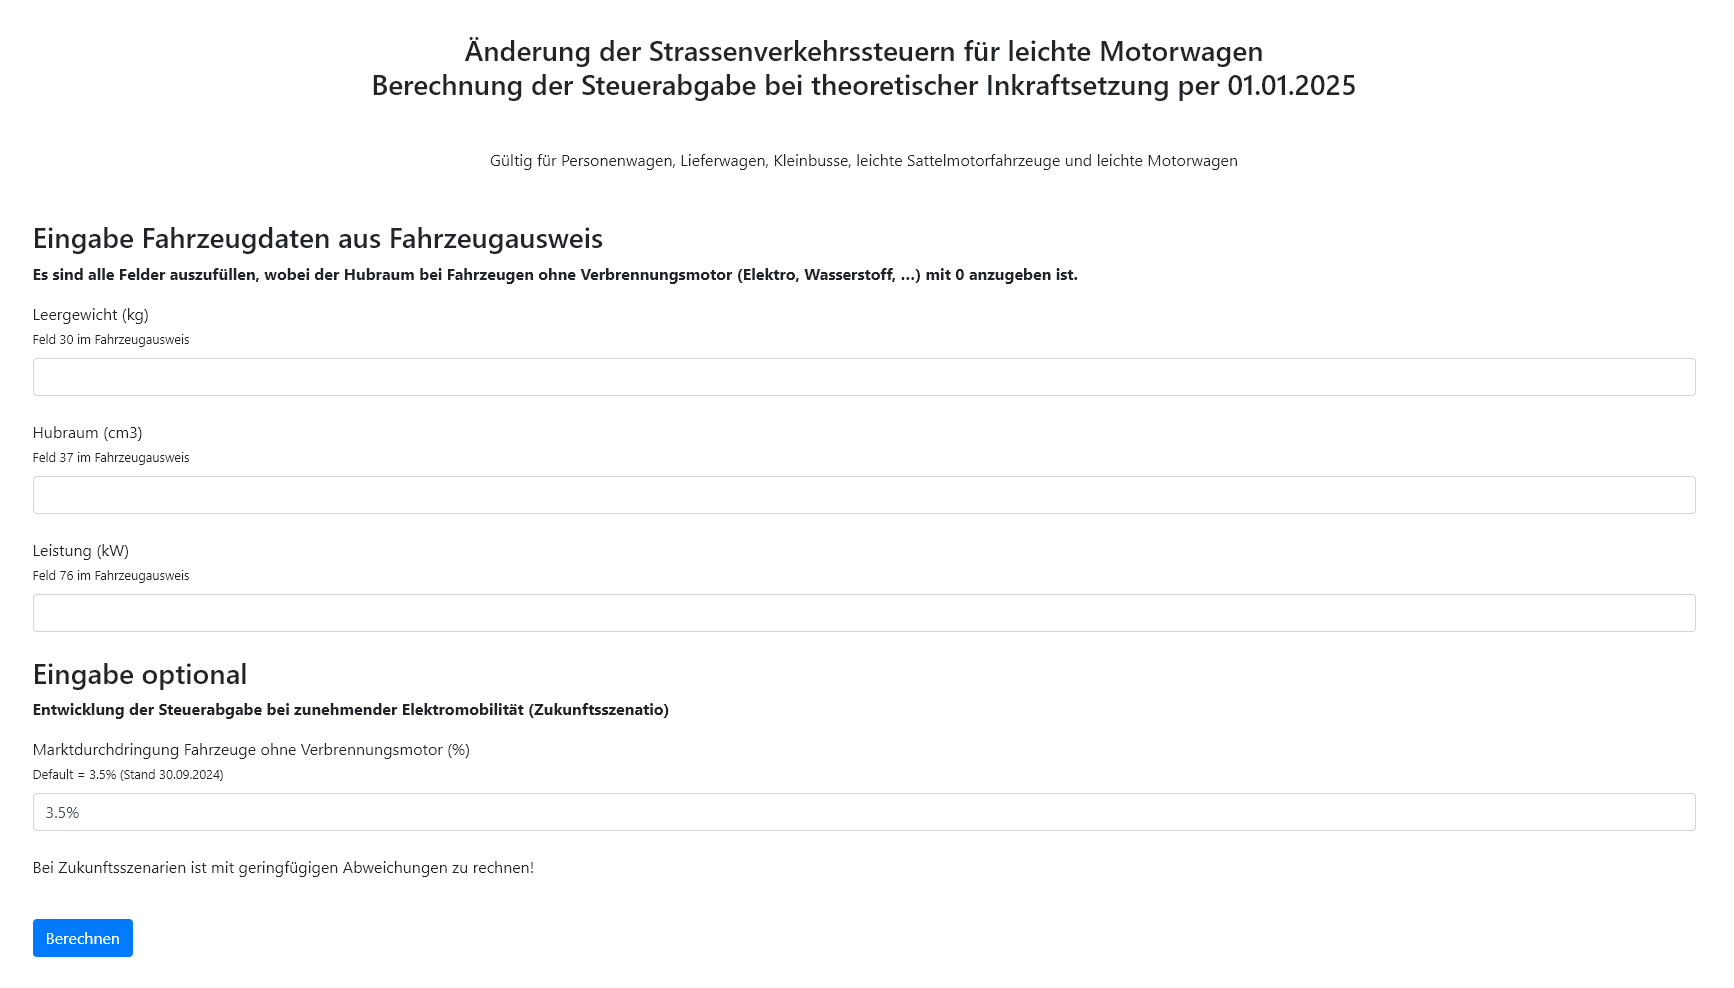 Änderung der Strassenverkehrssteuern für leichte Motorwagen
Berechnung der Steuerabgabe bei theoretischer Inkraftsetzung per 01.01.2025
Gültig für Personenwagen, Lieferwagen, Kleinbusse, leichte Sattelmotorfahrzeuge und leichte Motorwagen
Eingabe Fahrzeugdaten aus Fahrzeugausweis
Es sind alle Felder auszufüllen, wobei der Hubraum bei Fahrzeugen ohne Verbrennungsmotor (Elektro, Wasserstoff, ...) mit 0 anzugeben ist.
Leergewicht (kg)
Feld 30 im Fahrzeugausweis
Hubraum (cm3)
Feld 37 im Fahrzeugausweis
Leistung (kW)
Feld 76 im Fahrzeugausweis
Eingabe optional
Entwicklung der Steuerabgabe bei zunehmender Elektromobilität (Zukunftsszenatio)
Marktdurchdringung Fahrzeuge ohne Verbrennungsmotor (%)
Default = 3.5% (Stand 30.09.2024)
3.5%
Bei Zukunftsszenarien ist mit geringfügigen Abweichungen zu rechnen!
Berechnen